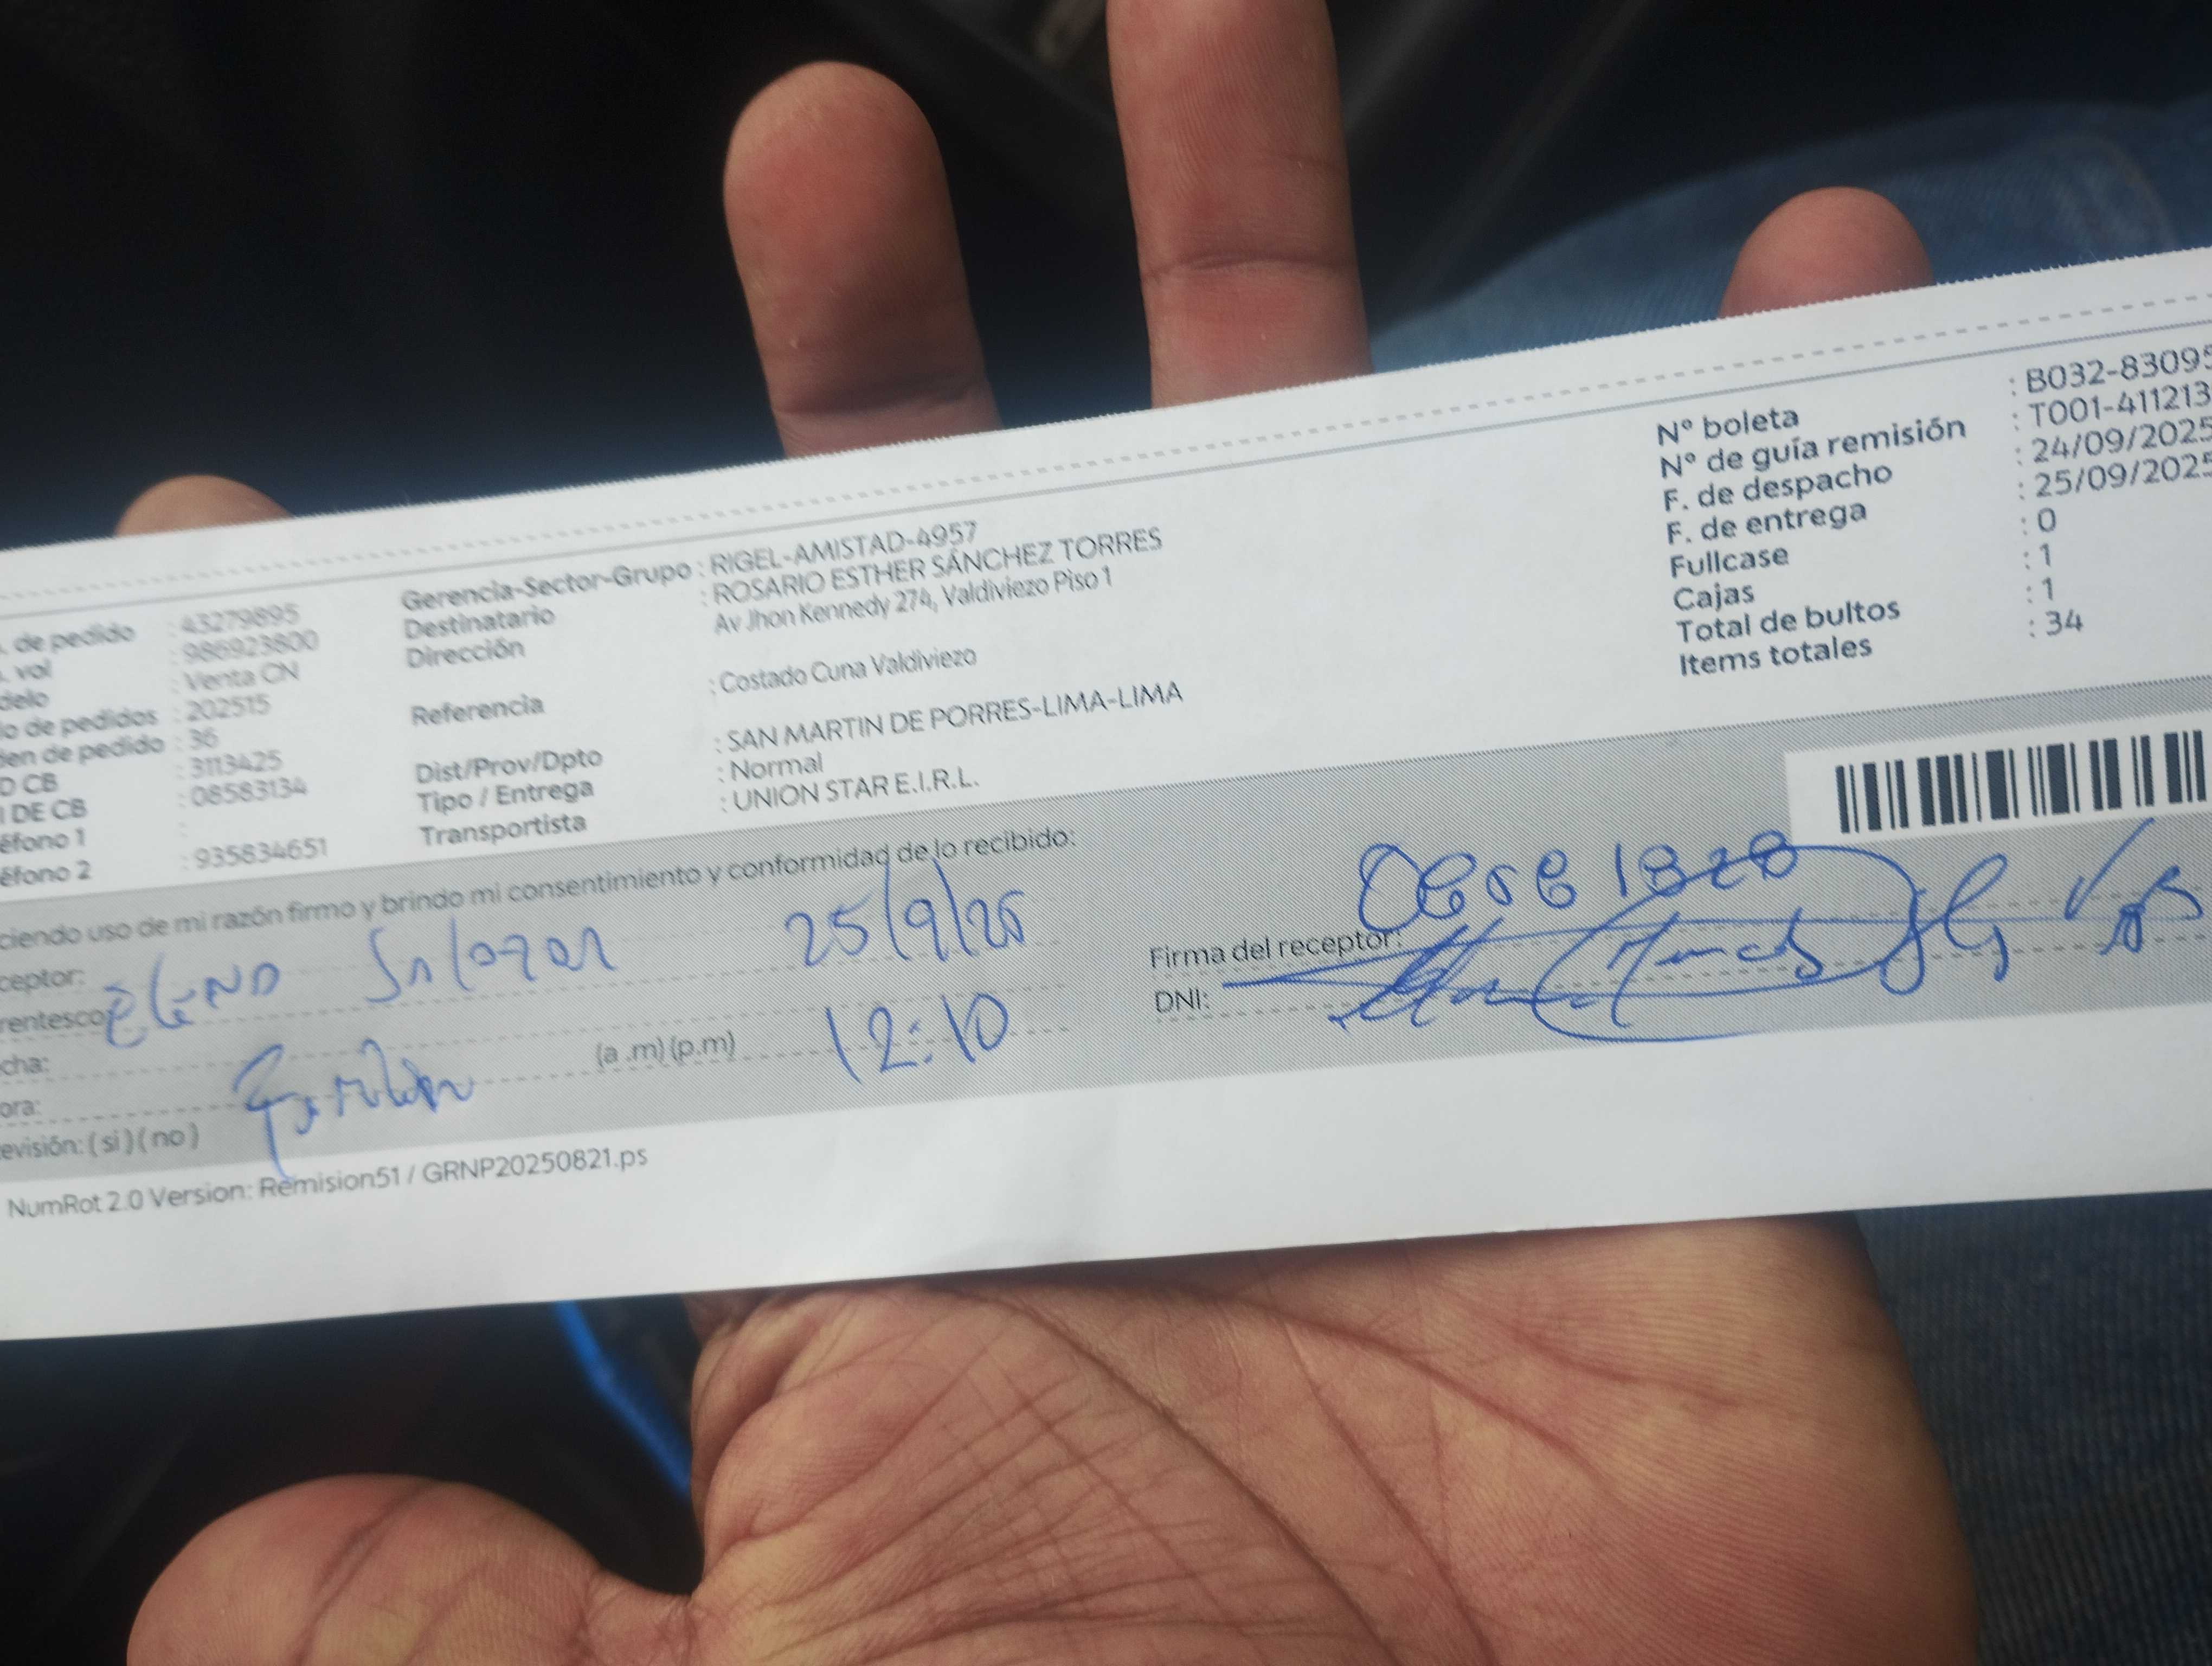 . de pedido : 43279895
. vol : 986923800
delo : Venta CN
o de pedidos : 202515
den de pedido : 36
D CB : 3113425
I DE CB : 08583134
éfono 1 :
éfono 2 : 935834651
Gerencia-Sector-Grupo : RIGEL-AMISTAD-4957
Destinatario : ROSARIO ESTHER SÁNCHEZ TORRES
Dirección Av Jhon Kennedy 274, Valdiviezo Piso 1
Referencia : Costado Cuna Valdiviezo
Dist/Prov/Dpto : SAN MARTIN DE PORRES-LIMA-LIMA
Tipo / Entrega : Normal
Transportista : UNION STAR E.I.R.L.
N° boleta : B032-83095
N° de guía remisión : T001-411213
F. de despacho : 24/09/2025
F. de entrega : 25/09/2025
Fullcase : 0
Cajas : 1
Total de bultos : 1
Items totales : 34
ciendo uso de mi razón firmo y brindo mi consentimiento y conformidad de lo recibido:
ceptor:
rentesco:
25/9/25
cha:
ora: (a .m) (p.m) 12:10
evisión: ( si ) ( no )
Firma del receptor:
DNI:
NumRot 2.0 Version: Remision51 / GRNP20250821.ps